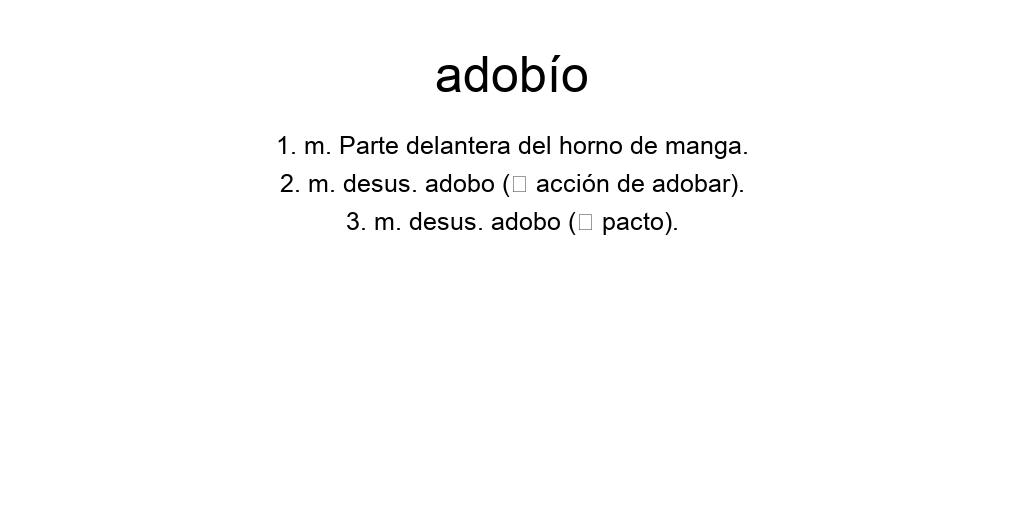 adobío
1. m. Parte delantera del horno de manga.
2. m. desus. adobo (□ acción de adobar).
3. m. desus. adobo (□ pacto).